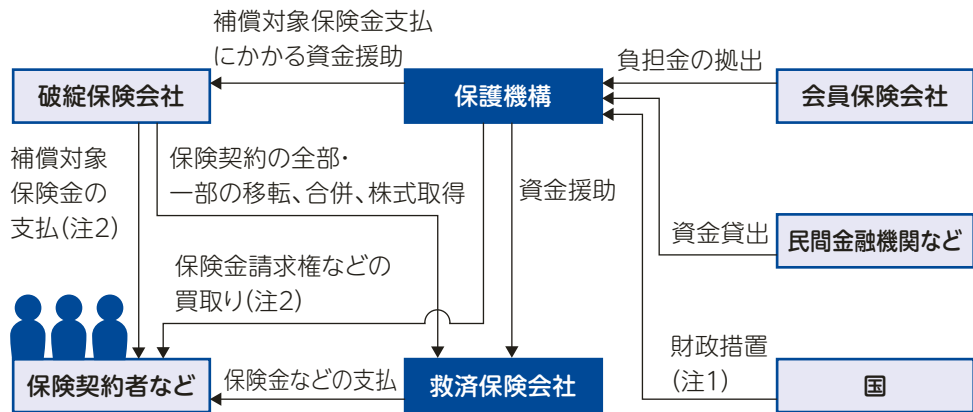 補償対象保険金支払
にかかる資金援助
負担金の拠出
破綻保険会社
保護機構
会員保険会社
補償対象
保険金の
支払(注2)
保険契約の全部・
一部の移転、合併、株式取得
資金援助
資金貸出
民間金融機関など
保険金請求権などの
買取り(注2)
財政措置
(注1)
保険契約者など
保険金などの支払
救済保険会社
国